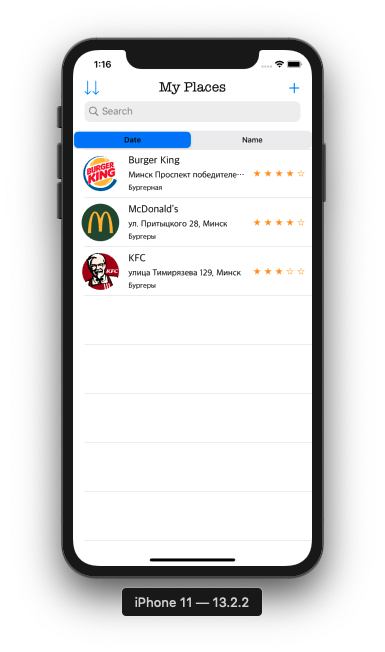 1:16
My Places
Search
Date Name
BURGER KING
Burger King
Минск Проспект победителе…
Бургерная
McDonald's
ул. Притыцкого 28, Минск
Бургеры
KFC
KFC
улица Тимирязева 129, Минск
Бургеры
iPhone 11 — 13.2.2